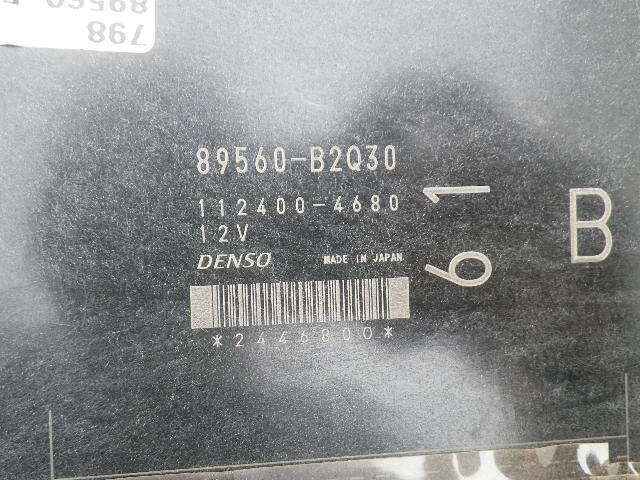 798
89560-B2Q30
112400-4680
12V
DENSO MADE IN JAPAN
*2446800*
61
B